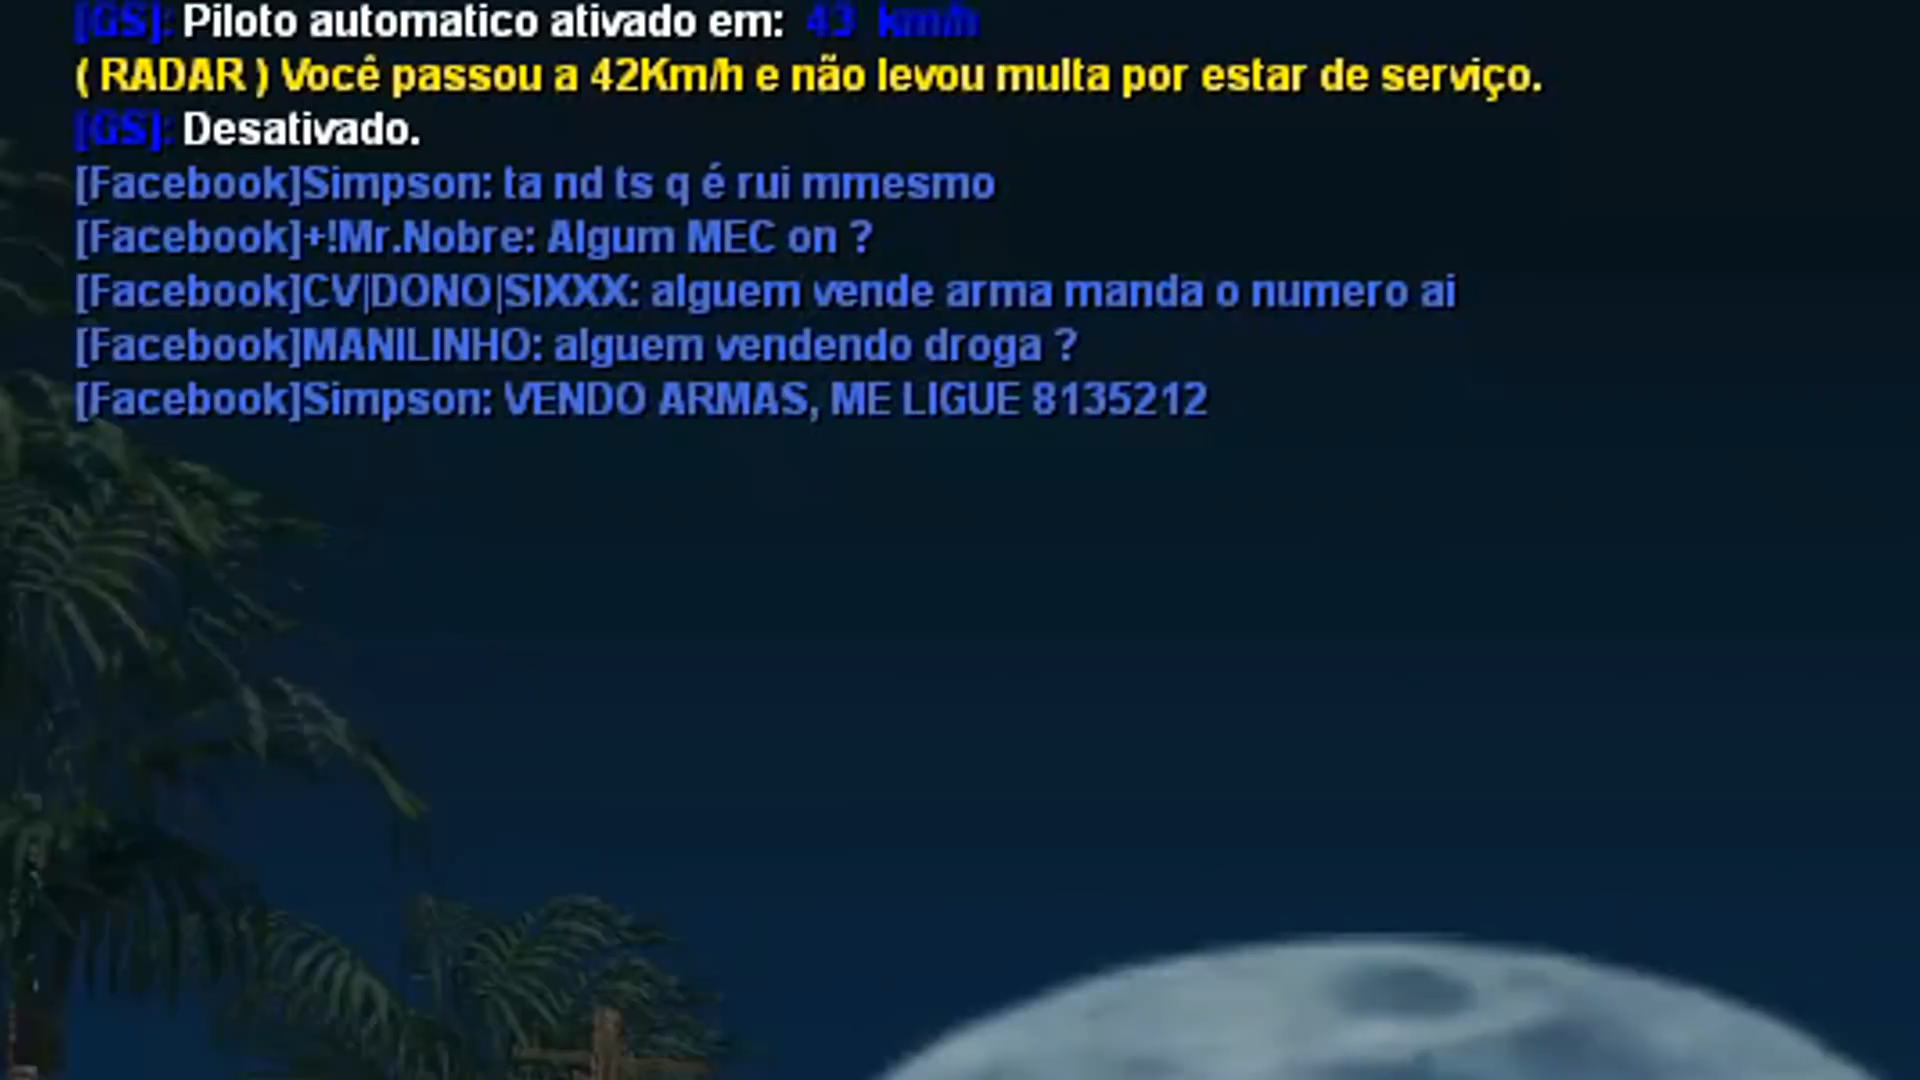 [GS]: Piloto automatico ativado em: 43 km/h
( RADAR ) Você passou a 42Km/h e não levou multa por estar de serviço.
[GS]: Desativado.
[Facebook]Simpson: ta nd ts q é rui mmesmo
[Facebook]+!Mr.Nobre: Algum MEC on ?
[Facebook]CV|DONO|SIXXX: alguem vende arma manda o numero ai
[Facebook]MANILINHO: alguem vendendo droga ?
[Facebook]Simpson: VENDO ARMAS, ME LIGUE 8135212